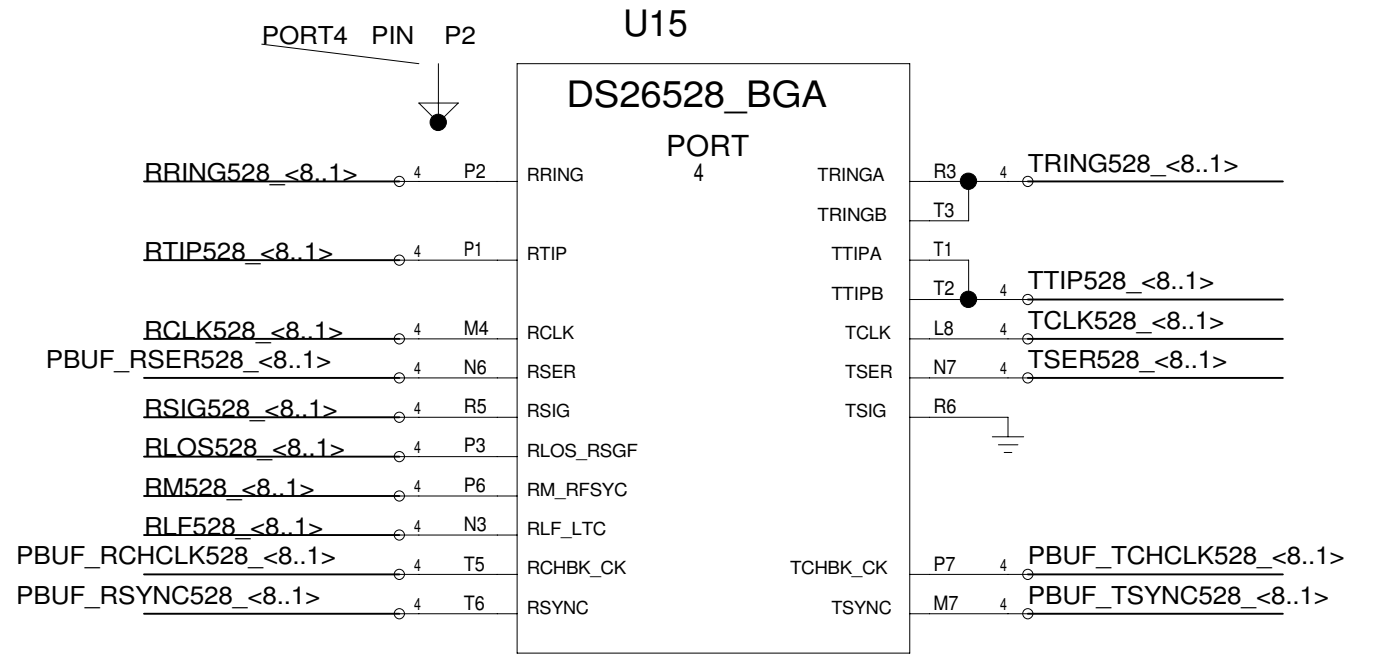 U15
PORT4 PIN P2
DS26528_BGA
PORT
4
RRING528_<8..1> 4 P2 RRING TRINGA R3 4 TRING528_<8..1>
TRINGB T3
RTIP528_<8..1> 4 P1 RTIP TTIPA T1
TTIPB T2 4 TTIP528_<8..1>
RCLK528_<8..1> 4 M4 RCLK TCLK L8 4 TCLK528_<8..1>
PBUF_RSER528_<8..1> 4 N6 RSER TSER N7 4 TSER528_<8..1>
RSIG528_<8..1> 4 R5 RSIG TSIG R6
RLOS528_<8..1> 4 P3 RLOS_RSGF
RM528_<8..1> 4 P6 RM_RFSYC
RLF528_<8..1> 4 N3 RLF_LTC
PBUF_RCHCLK528_<8..1> 4 T5 RCHBK_CK TCHBK_CK P7 4 PBUF_TCHCLK528_<8..1>
PBUF_RSYNC528_<8..1> 4 T6 RSYNC TSYNC M7 4 PBUF_TSYNC528_<8..1>